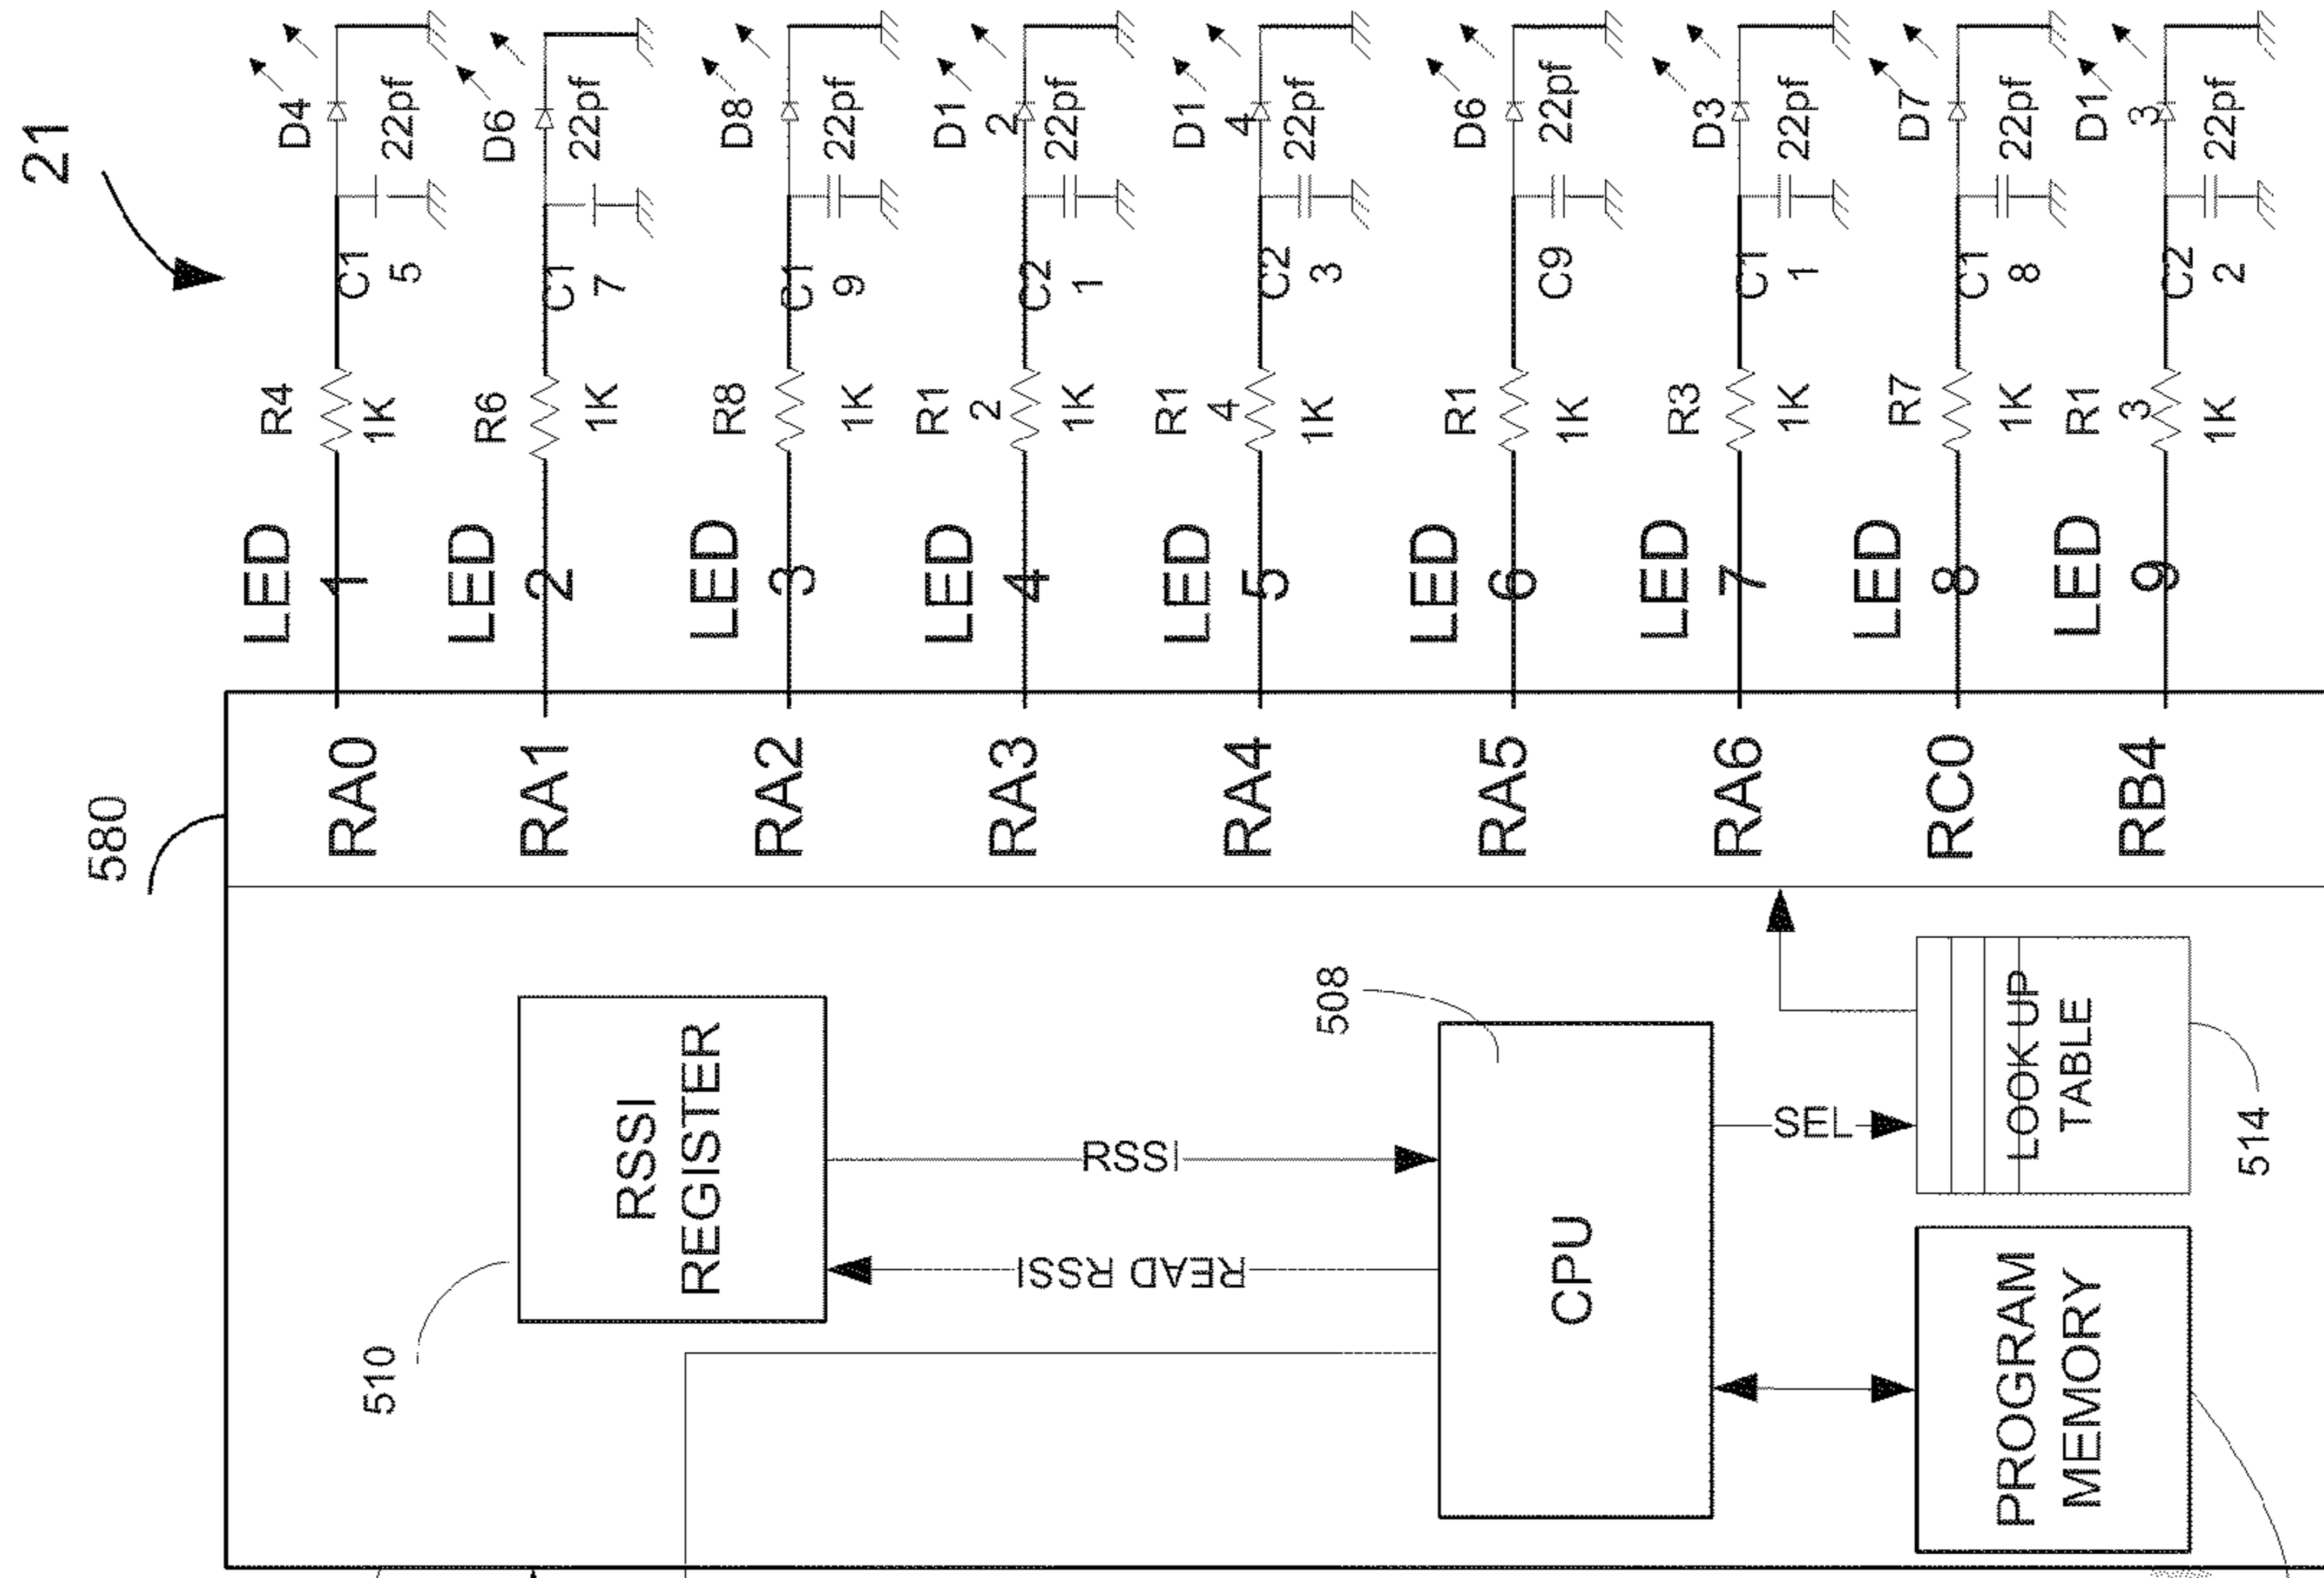 21
580
LED
1
R4
1K
C1
5
D4
22pf
RA0
LED
2
R6
1K
C1
7
D6
22pf
RA1
LED
3
R8
1K
C1
9
D8
22pf
RA2
LED
4
R1
2
1K
C2
1
D1
2
22pf
RA3
LED
5
R1
4
1K
C2
3
D1
4
22pf
RA4
LED
6
R1
1K
C9
D6
22pf
RA5
LED
7
R3
1K
C1
1
D3
22pf
RA6
LED
8
R7
1K
C1
8
D7
22pf
RC0
LED
9
R1
3
1K
C2
2
D1
3
22pf
RB4
510
RSSI
REGISTER
READ RSSI
RSSI
508
CPU
SEL
LOOK UP
TABLE
514
PROGRAM
MEMORY